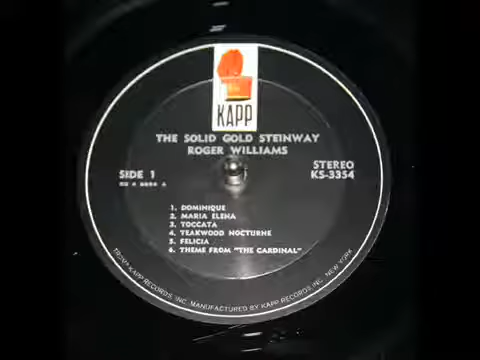 KAPP
THE SOLID GOLD STEINWAY
ROGER WILLIAMS
SIDE 1
STEREO
KS-3354
1. DOMINIQUE
2. MARIA ELENA
3. TOCCATA
4. TEAKWOOD NOCTURNE
5. FELICIA
6. THEME FROM "THE CARDINAL"
KAPP RECORDS, INC. MANUFACTURED BY KAPP RECORDS INC. NEW YORK